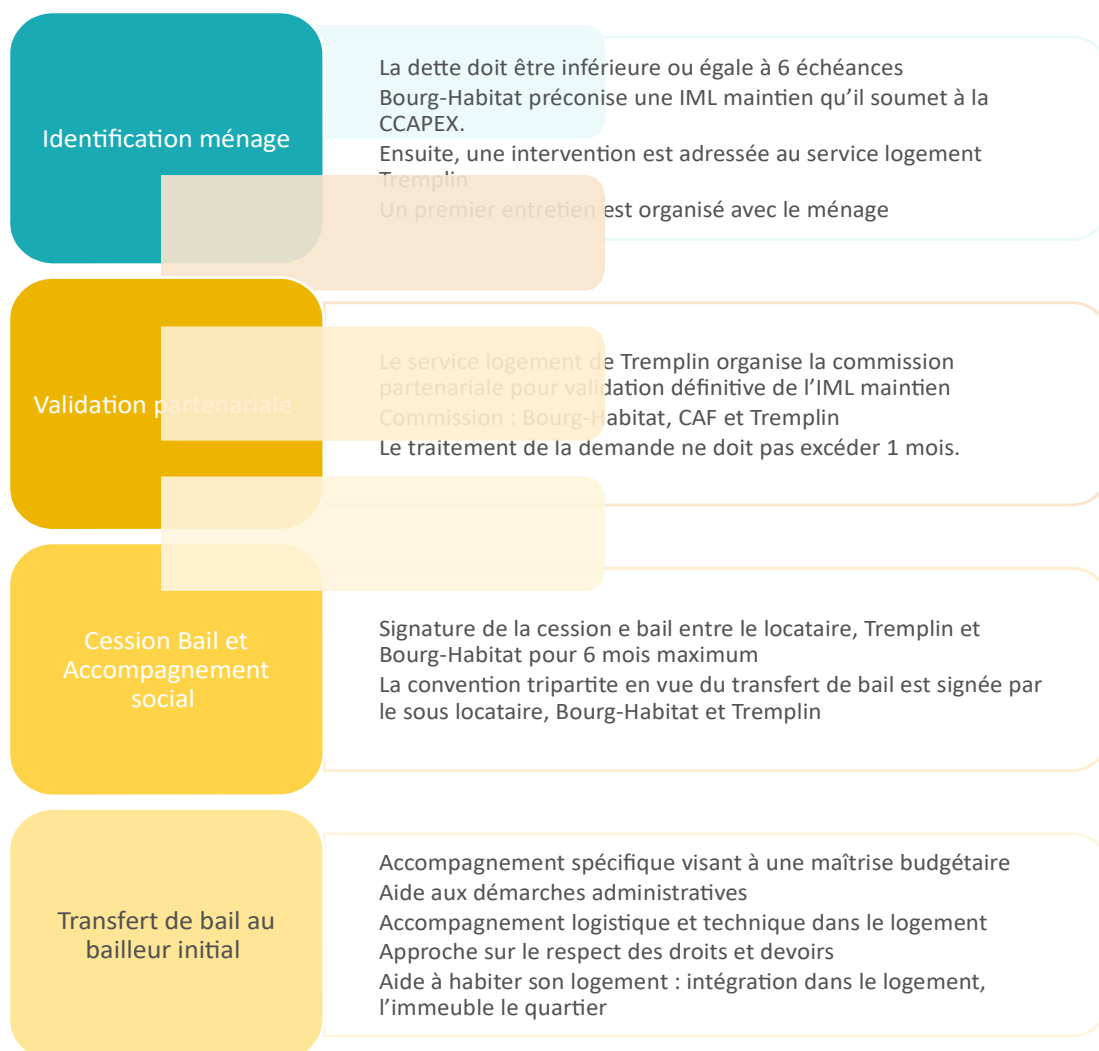 Identification ménage
La dette doit être inférieure ou égale à 6 échéances
Bourg-Habitat préconise une IML maintien qu'il soumet à la
CCAPEX.
Ensuite, une intervention est adressée au service logement
Tremplin
Un premier entretien est organisé avec le ménage
Validation partenariale
Le service logement de Tremplin organise la commission
partenariale pour validation définitive de l'IML maintien
Commission : Bourg-Habitat, CAF et Tremplin
Le traitement de la demande ne doit pas excéder 1 mois.
Cession Bail et
Accompagnement
social
Signature de la cession e bail entre le locataire, Tremplin et
Bourg-Habitat pour 6 mois maximum
La convention tripartite en vue du transfert de bail est signée par
le sous locataire, Bourg-Habitat et Tremplin
Transfert de bail au
bailleur initial
Accompagnement spécifique visant à une maîtrise budgétaire
Aide aux démarches administratives
Accompagnement logistique et technique dans le logement
Approche sur le respect des droits et devoirs
Aide à habiter son logement : intégration dans le logement,
l'immeuble le quartier